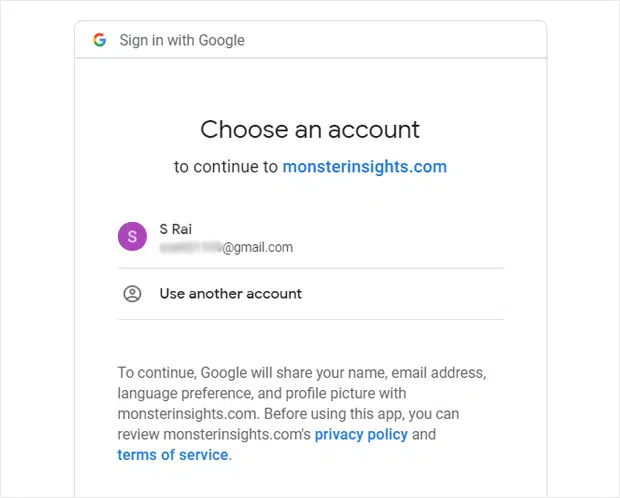 Sign in with Google
Choose an account
to continue to monsterinsights.com
S
S Rai
@gmail.com
Use another account
To continue, Google will share your name, email address,
language preference, and profile picture with
monsterinsights.com. Before using this app, you can
review monsterinsights.com's privacy policy and
terms of service.